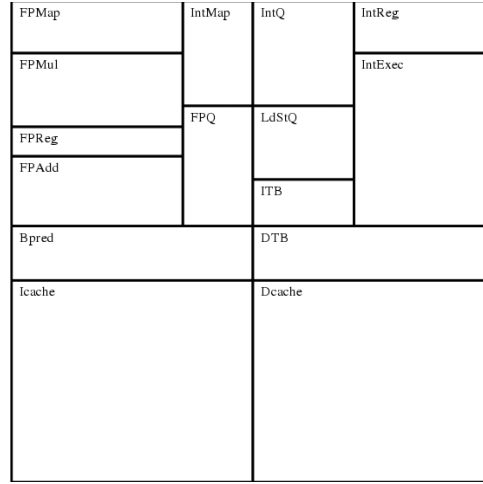 FPMap
IntMap
IntQ
IntReg
FPMul
IntExec
FPQ
LdStQ
FPReg
FPAdd
ITB
Bpred
DTB
Icache
Dcache